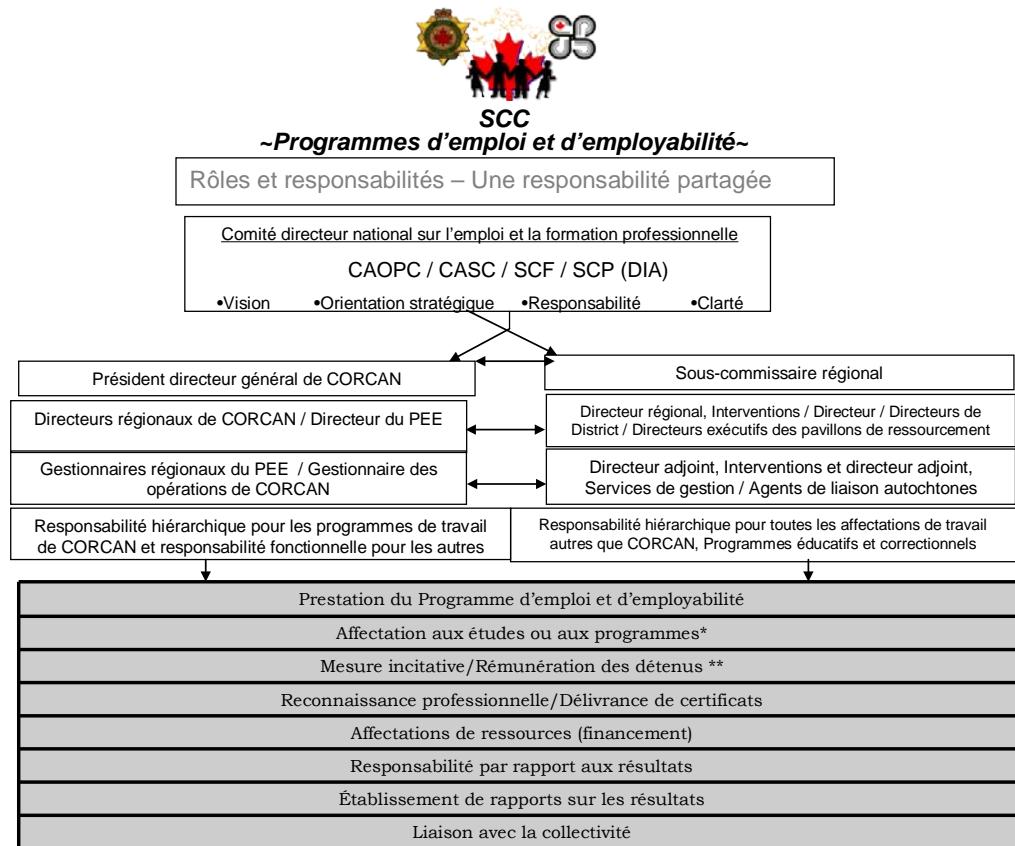 SCC
~Programmes d'emploi et d'employabilité~
Rôles et responsabilités – Une responsabilité partagée
Comité directeur national sur l'emploi et la formation professionnelle
CAOPC / CASC / SCF / SCP (DIA)
•Vision •Orientation stratégique •Responsabilité •Clarté
Président directeur général de CORCAN
Sous-commissaire régional
Directeurs régionaux de CORCAN / Directeur du PEE
Directeur régional, Interventions / Directeur / Directeurs de
District / Directeurs exécutifs des pavillons de ressourcement
Gestionnaires régionaux du PEE / Gestionnaire des
opérations de CORCAN
Directeur adjoint, Interventions et directeur adjoint,
Services de gestion / Agents de liaison autochtones
Responsabilité hiérarchique pour les programmes de travail
de CORCAN et responsabilité fonctionnelle pour les autres
Responsabilité hiérarchique pour toutes les affectations de travail
autres que CORCAN, Programmes éducatifs et correctionnels
Prestation du Programme d'emploi et d'employabilité
Affectation aux études ou aux programmes*
Mesure incitative/Rémunération des détenus **
Reconnaissance professionnelle/Délivrance de certificats
Affectations de ressources (financement)
Responsabilité par rapport aux résultats
Établissement de rapports sur les résultats
Liaison avec la collectivité